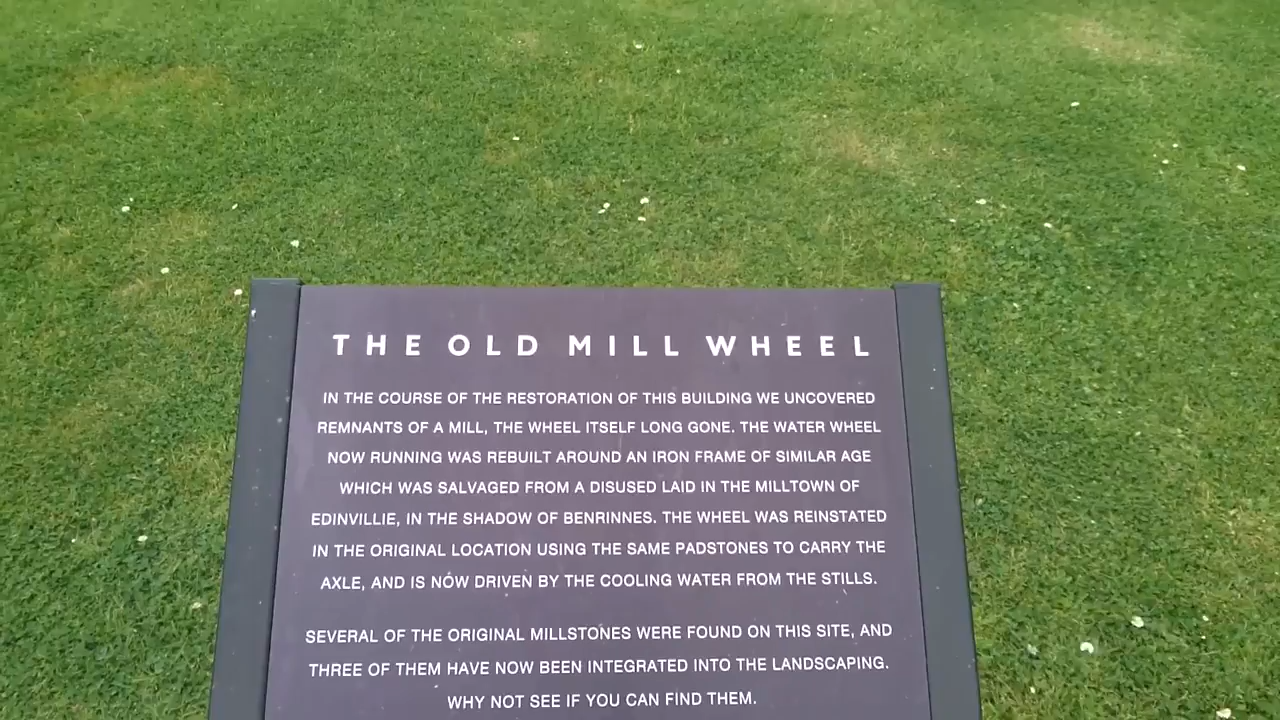 THE OLD MILL WHEEL
IN THE COURSE OF THE RESTORATION OF THIS BUILDING WE UNCOVERED
REMNANTS OF A MILL, THE WHEEL ITSELF LONG GONE. THE WATER WHEEL
NOW RUNNING WAS REBUILT AROUND AN IRON FRAME OF SIMILAR AGE
WHICH WAS SALVAGED FROM A DISUSED LAID IN THE MILLTOWN OF
EDINVILLIE, IN THE SHADOW OF BENRINNES. THE WHEEL WAS REINSTATED
IN THE ORIGINAL LOCATION USING THE SAME PADSTONES TO CARRY THE
AXLE, AND IS NOW DRIVEN BY THE COOLING WATER FROM THE STILLS.
SEVERAL OF THE ORIGINAL MILLSTONES WERE FOUND ON THIS SITE, AND
THREE OF THEM HAVE NOW BEEN INTEGRATED INTO THE LANDSCAPING.
WHY NOT SEE IF YOU CAN FIND THEM.